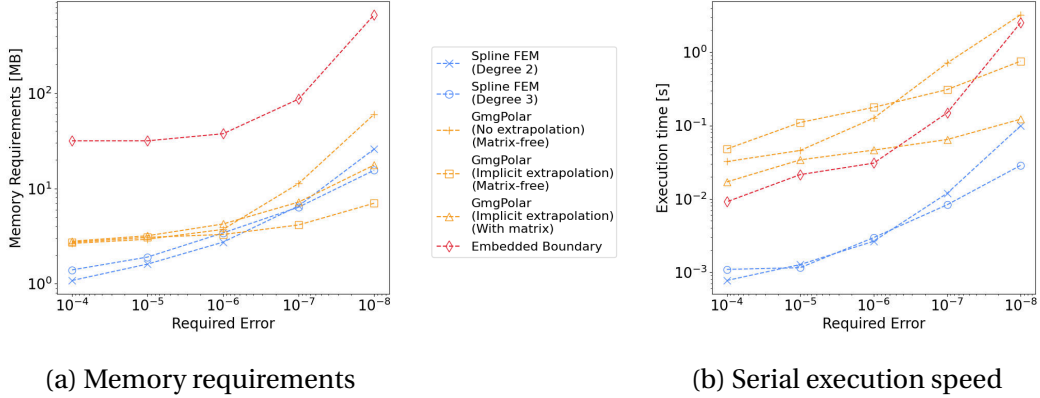 Memory Requirements [MB]
10²
10¹
10⁰
10⁻⁴
10⁻⁵
10⁻⁶
10⁻⁷
10⁻⁸
Required Error
Spline FEM
(Degree 2)
Spline FEM
(Degree 3)
GmgPolar
(No extrapolation)
(Matrix-free)
GmgPolar
(Implicit extrapolation)
(Matrix-free)
GmgPolar
(Implicit extrapolation)
(With matrix)
Embedded Boundary
Execution time [s]
10⁰
10⁻¹
10⁻²
10⁻³
10⁻⁴
10⁻⁵
10⁻⁶
10⁻⁷
10⁻⁸
Required Error
(a) Memory requirements
(b) Serial execution speed